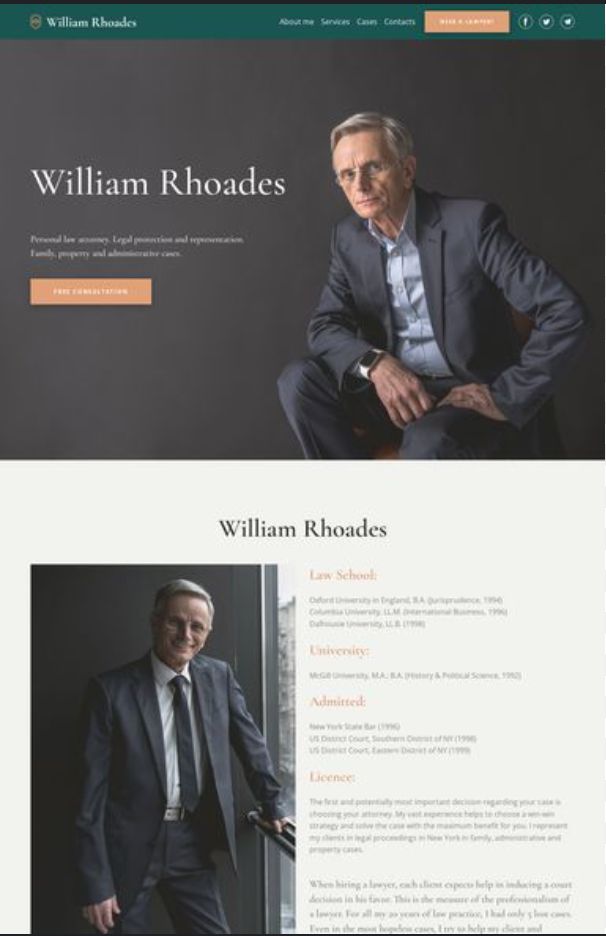 William Rhoades
About me Services Cases Contacts NEED A LAWYER?
William Rhoades
Personal law attorney. Legal protection and representation.
Family, property and administrative cases.
FREE CONSULTATION
William Rhoades
Law School:
Oxford University in England, B.A. (Jurisprudence, 1994)
Columbia University, LL.M. (International Business, 1996)
Dalhousie University, LL.B. (1998)
University:
McGill University, M.A.; B.A. (History & Political Science, 1992)
Admitted:
New York State Bar (1996)
US District Court, Southern District of NY (1998)
US District Court, Eastern District of NY (1999)
Licence:
The first and potentially most important decision regarding your case is
choosing your attorney. My vast experience helps to choose a win-win
strategy and solve the case with the maximum benefit for you. I represent
my clients in legal proceedings in New York in family, administrative and
property cases.
When hiring a lawyer, each client expects help in inducing a court
decision in his favor. This is the measure of the professionalism of
a lawyer. For all my 20 years of law practice, I had only 5 lost cases.
Even in the most hopeless cases, I try to help my client and